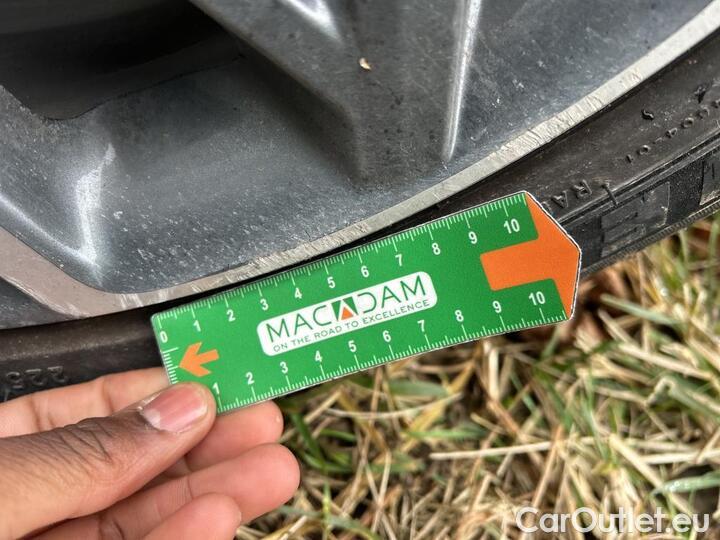 0 1 2 3 4 5 6 7 8 9 10
MACADAM
ON THE ROAD TO EXCELLENCE
1 2 3 4 5 6 7 8 9 10
225
CarOutlet.eu